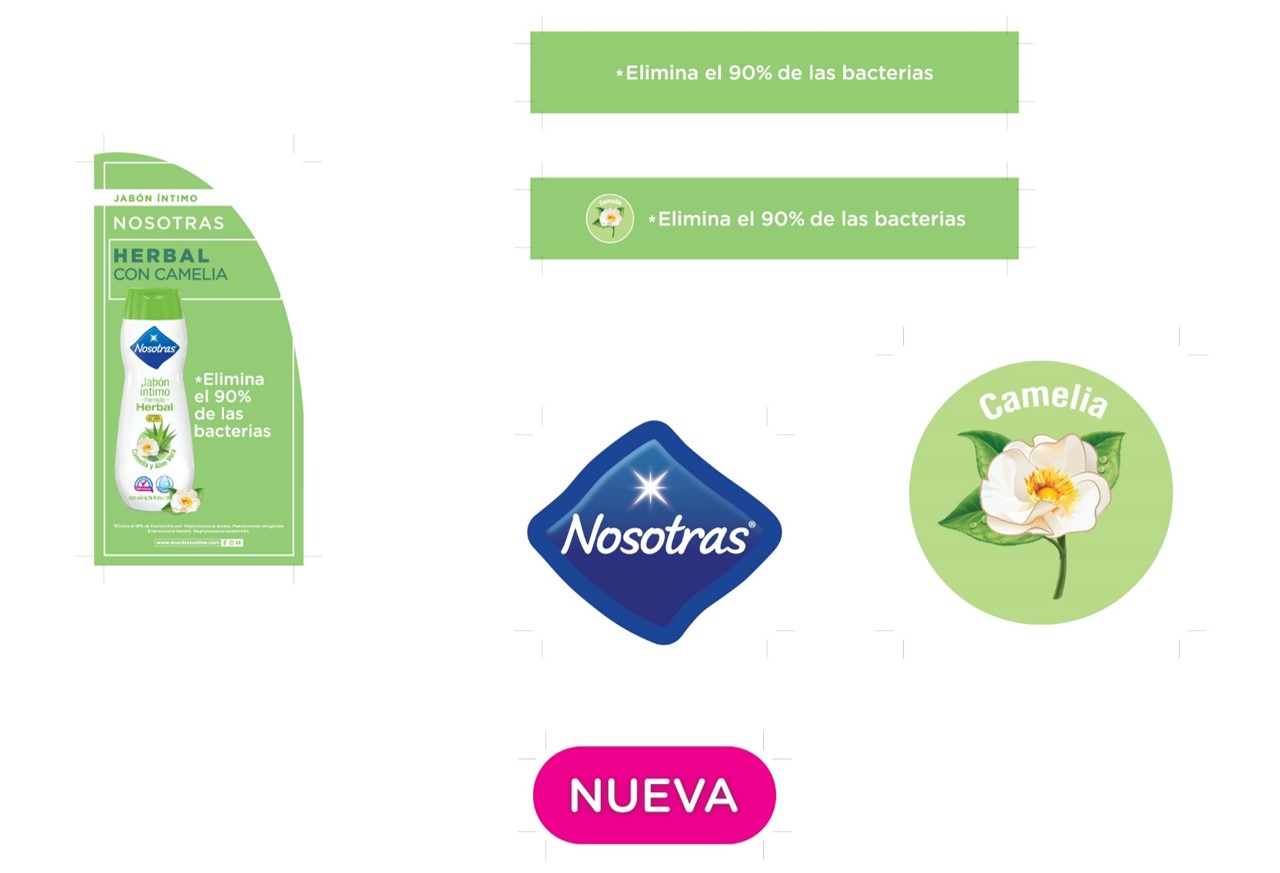 *Elimina el 90% de las bacterias
*Elimina el 90% de las bacterias
Camelia
JABÓN ÍNTIMO
NOSOTRAS
HERBAL
CON CAMELIA
Nosotras
Jabón
íntimo
Fórmula
Herbal
Camelia y Aloe Vera
*Elimina
el 90%
de las
bacterias
www.nosotrasonline.com
Nosotras®
Camelia
NUEVA